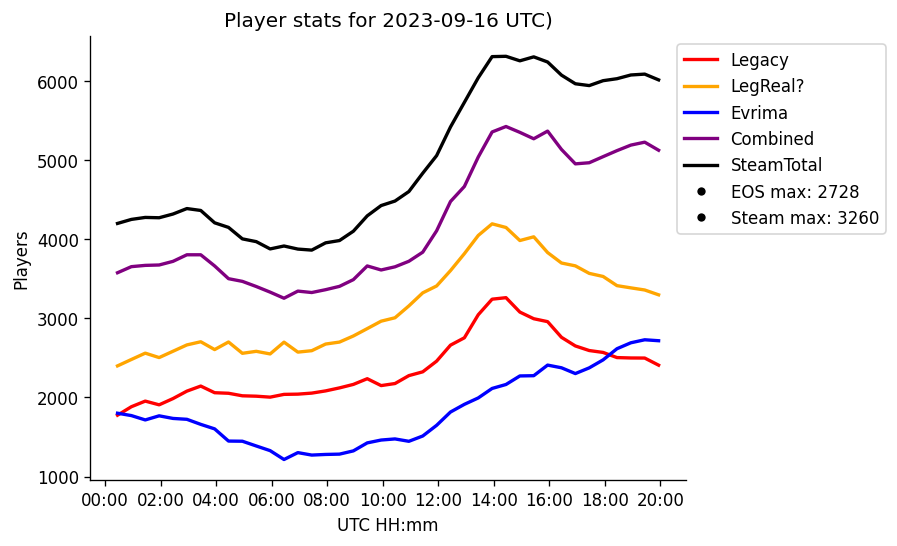 Player stats for 2023-09-16 UTC)
Legacy
LegReal?
Evrima
Combined
SteamTotal
EOS max: 2728
Steam max: 3260
Players
6000
5000
4000
3000
2000
1000
00:00 02:00 04:00 06:00 08:00 10:00 12:00 14:00 16:00 18:00 20:00
UTC HH:mm